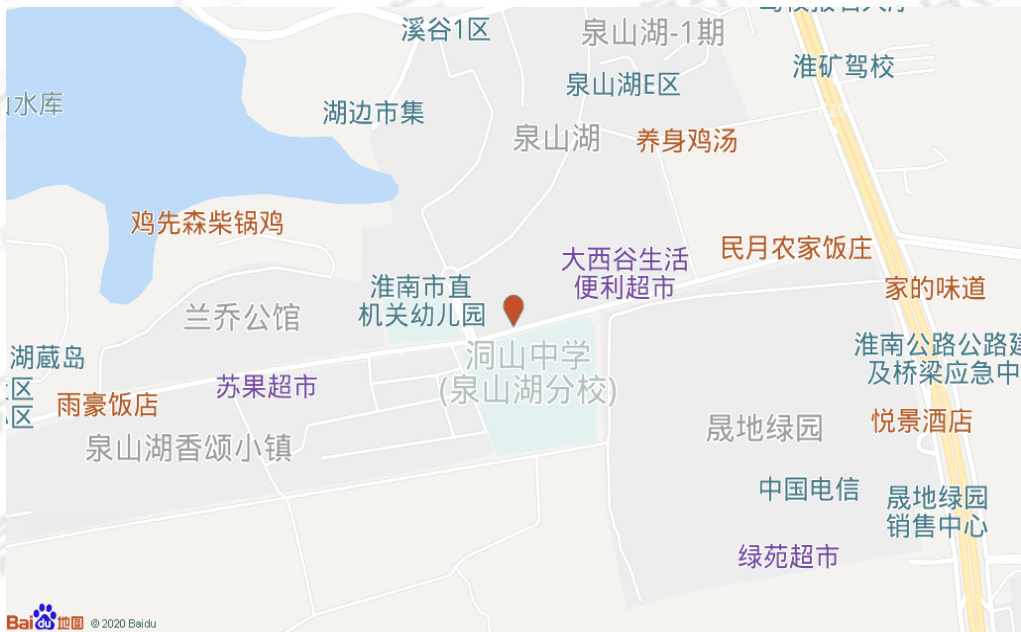 溪谷1区
泉山湖-1期
淮矿驾校
泉山湖E区
山水库
湖边市集
泉山湖
养身鸡汤
鸡先森柴锅鸡
民月农家饭庄
大西谷生活
便利超市
淮南市直
机关幼儿园
家的味道
兰乔公馆
湖蔵岛
洞山中学
(泉山湖分校)
淮南公路公路建
及桥梁应急中
苏果超市
雨豪饭店
小区
晟地绿园
悦景酒店
泉山湖香颂小镇
中国电信
晟地绿园
销售中心
绿苑超市
Bai du 地图 © 2020 Baidu